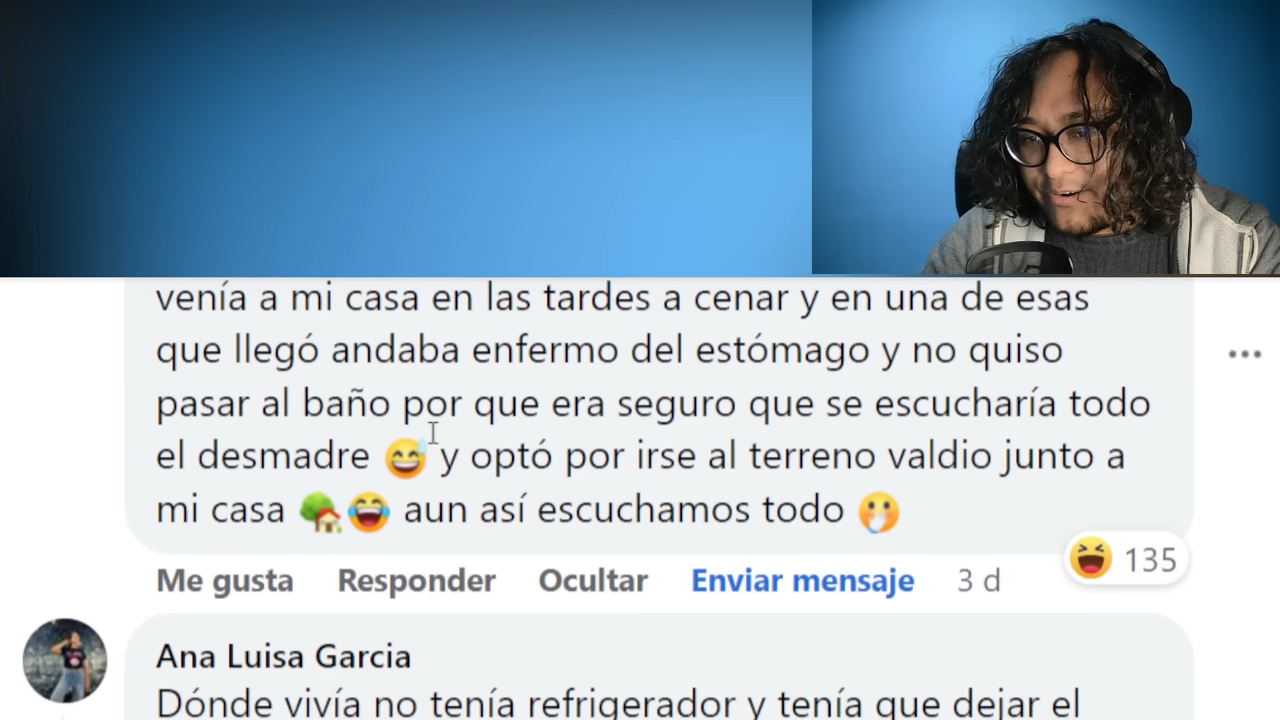 venía a mi casa en las tardes a cenar y en una de esas
que llegó andaba enfermo del estómago y no quiso
pasar al baño por que era seguro que se escucharía todo
el desmadre 😅 y optó por irse al terreno valdio junto a
mi casa 🏡😂 aun así escuchamos todo 🫢
135
Me gusta Responder Ocultar Enviar mensaje 3 d
Ana Luisa Garcia
Dónde vivía no tenía refrigerador y tenía que dejar el